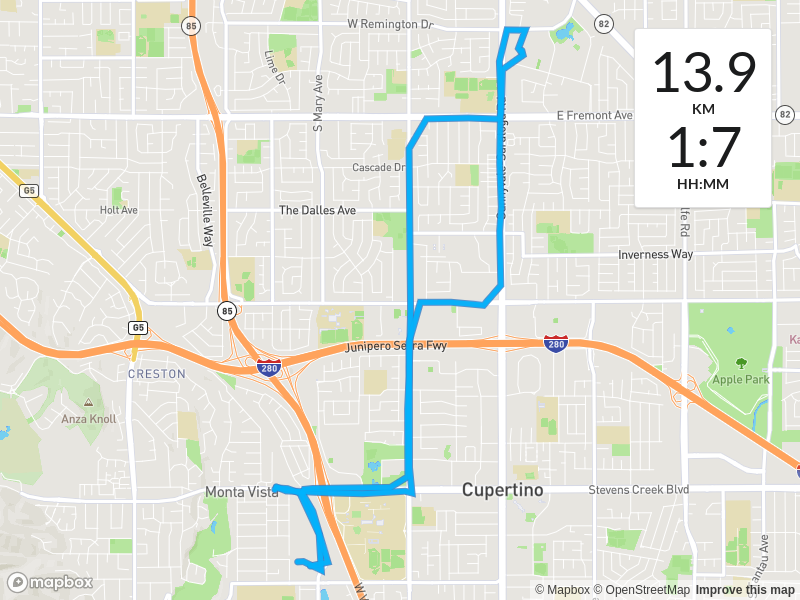 W Remington Dr
82
85
Lime Dr
S Mary Ave
13.9
KM
1:7
HH:MM
E Fremont Ave
82
G5
Cascade Dr
Belleville Way
Holt Ave
The Dalles Ave
Inverness Way
85
G5
Junipero Serra Fwy
280
280
CRESTON
Apple Park
Anza Knoll
Monta Vista
Cupertino
Stevens Creek Blvd
mapbox
© Mapbox © OpenStreetMap Improve this map